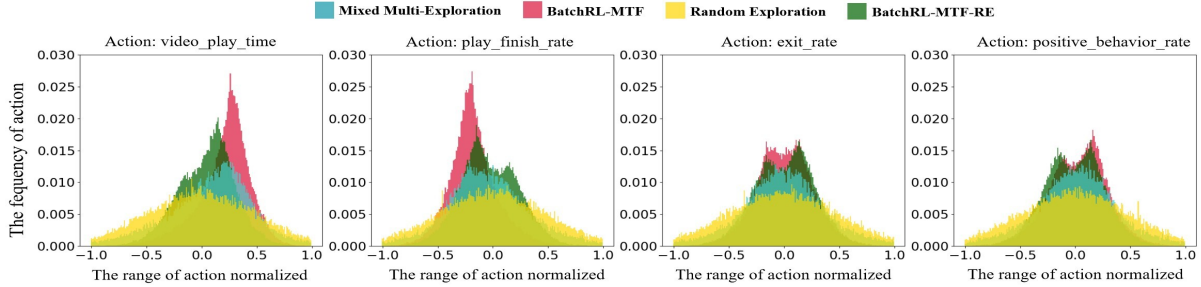 Mixed Multi-Exploration BatchRL-MTF Random Exploration BatchRL-MTF-RE
Action: video_play_time Action: play_finish_rate Action: exit_rate Action: positive_behavior_rate
The fequency of action
0.030 0.030 0.030 0.030
0.025 0.025 0.025 0.025
0.020 0.020 0.020 0.020
0.015 0.015 0.015 0.015
0.010 0.010 0.010 0.010
0.005 0.005 0.005 0.005
0.000 0.000 0.000 0.000
−1.0 −0.5 0.0 0.5 1.0 −1.0 −0.5 0.0 0.5 1.0 −1.0 −0.5 0.0 0.5 1.0 −1.0 −0.5 0.0 0.5 1.0
The range of action normalized The range of action normalized The range of action normalized The range of action normalized